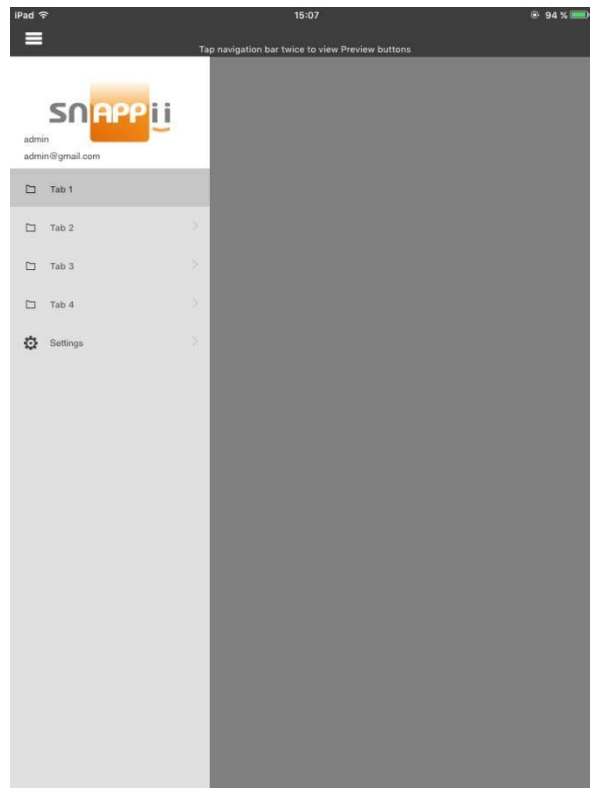 iPad 15:07 94 %
Tap navigation bar twice to view Preview buttons
snappii
admin
admin@gmail.com
Tab 1
Tab 2
Tab 3
Tab 4
Settings